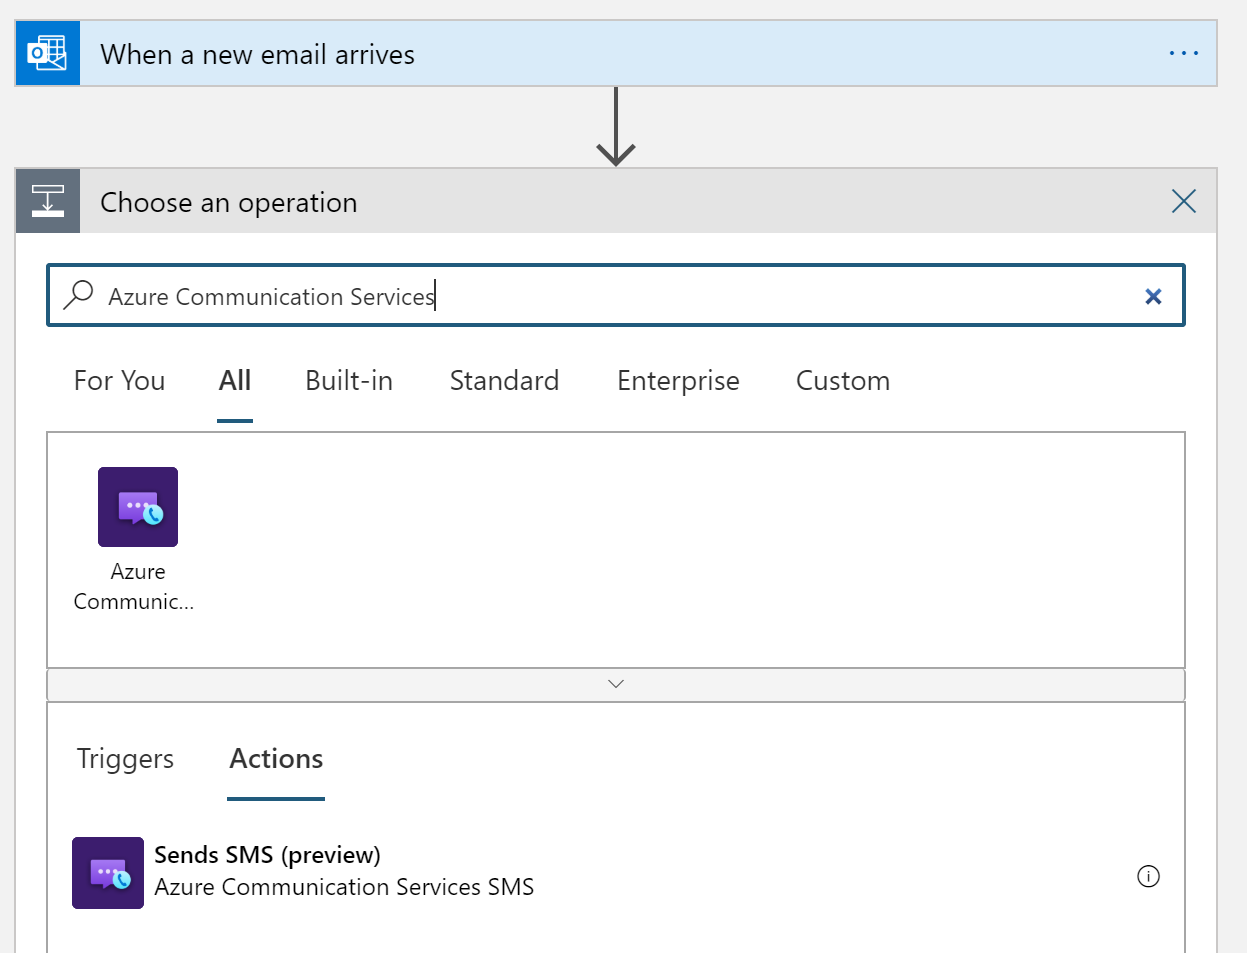 When a new email arrives
Choose an operation
Azure Communication Services
For You All Built-in Standard Enterprise Custom
Azure
Communic...
Triggers Actions
Sends SMS (preview)
Azure Communication Services SMS